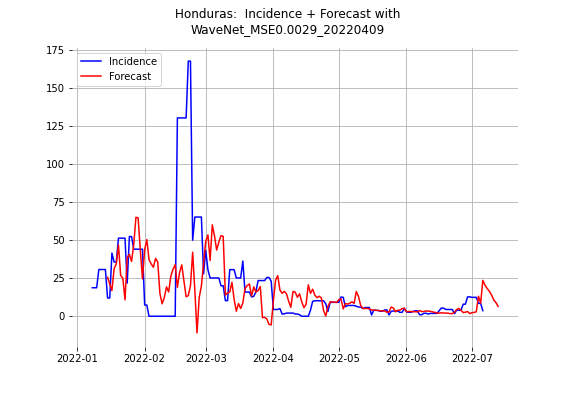 Honduras:  Incidence + Forecast with
WaveNet_MSE0.0029_20220409
Incidence
Forecast
175
150
125
100
75
50
25
0
2022-01 2022-02 2022-03 2022-04 2022-05 2022-06 2022-07